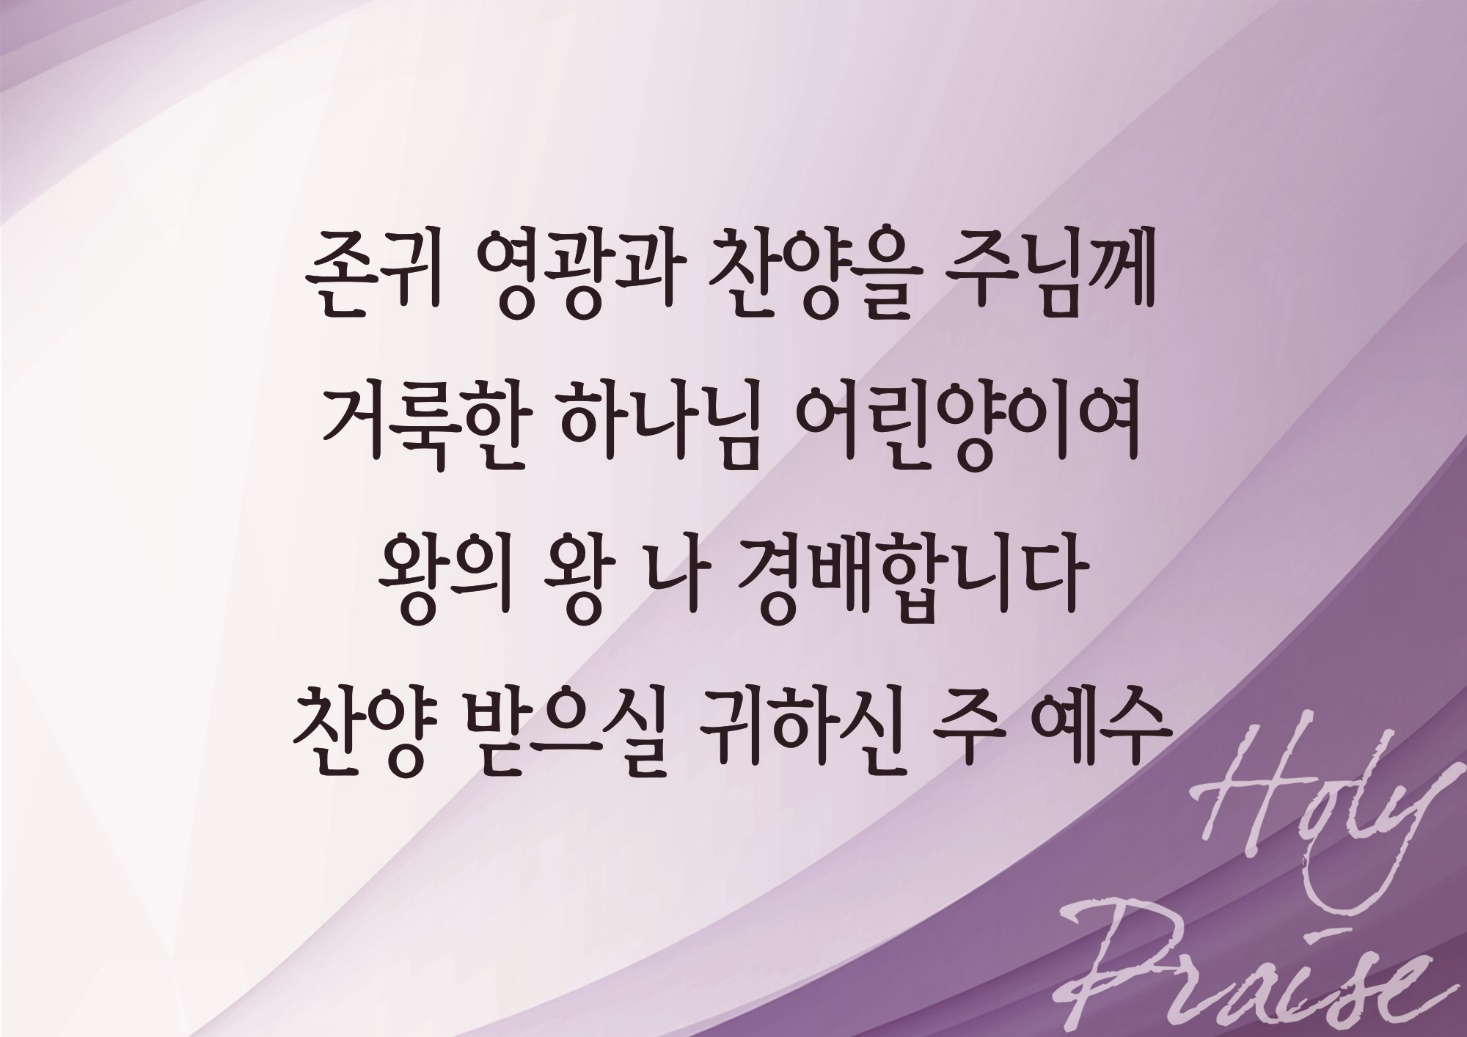 존귀 영광과 찬양을 주님께
거룩한 하나님 어린양이여
왕의 왕 나 경배합니다
찬양 받으실 귀하신 주 예수
Holy
Praise